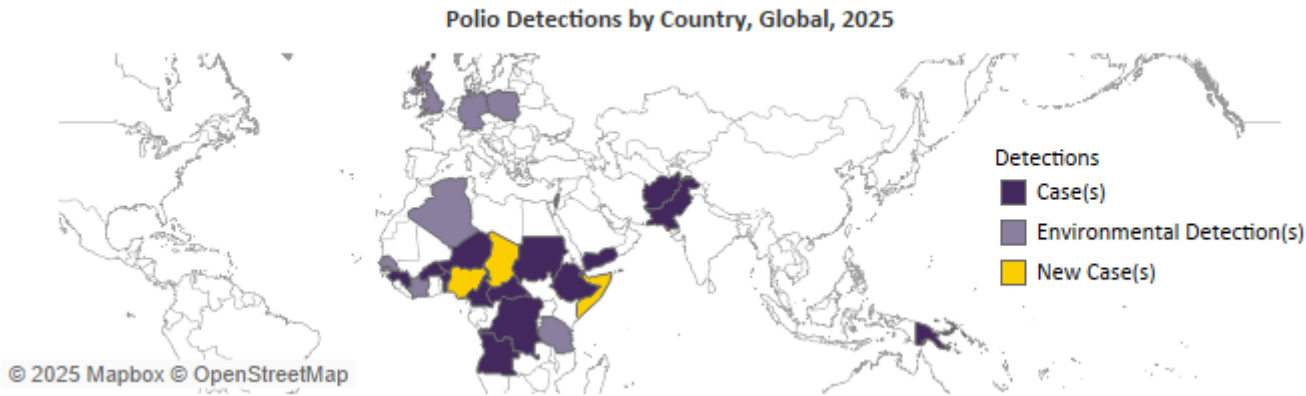 Polio Detections by Country, Global, 2025
Detections
Case(s)
Environmental Detection(s)
New Case(s)
© 2025 Mapbox © OpenStreetMap